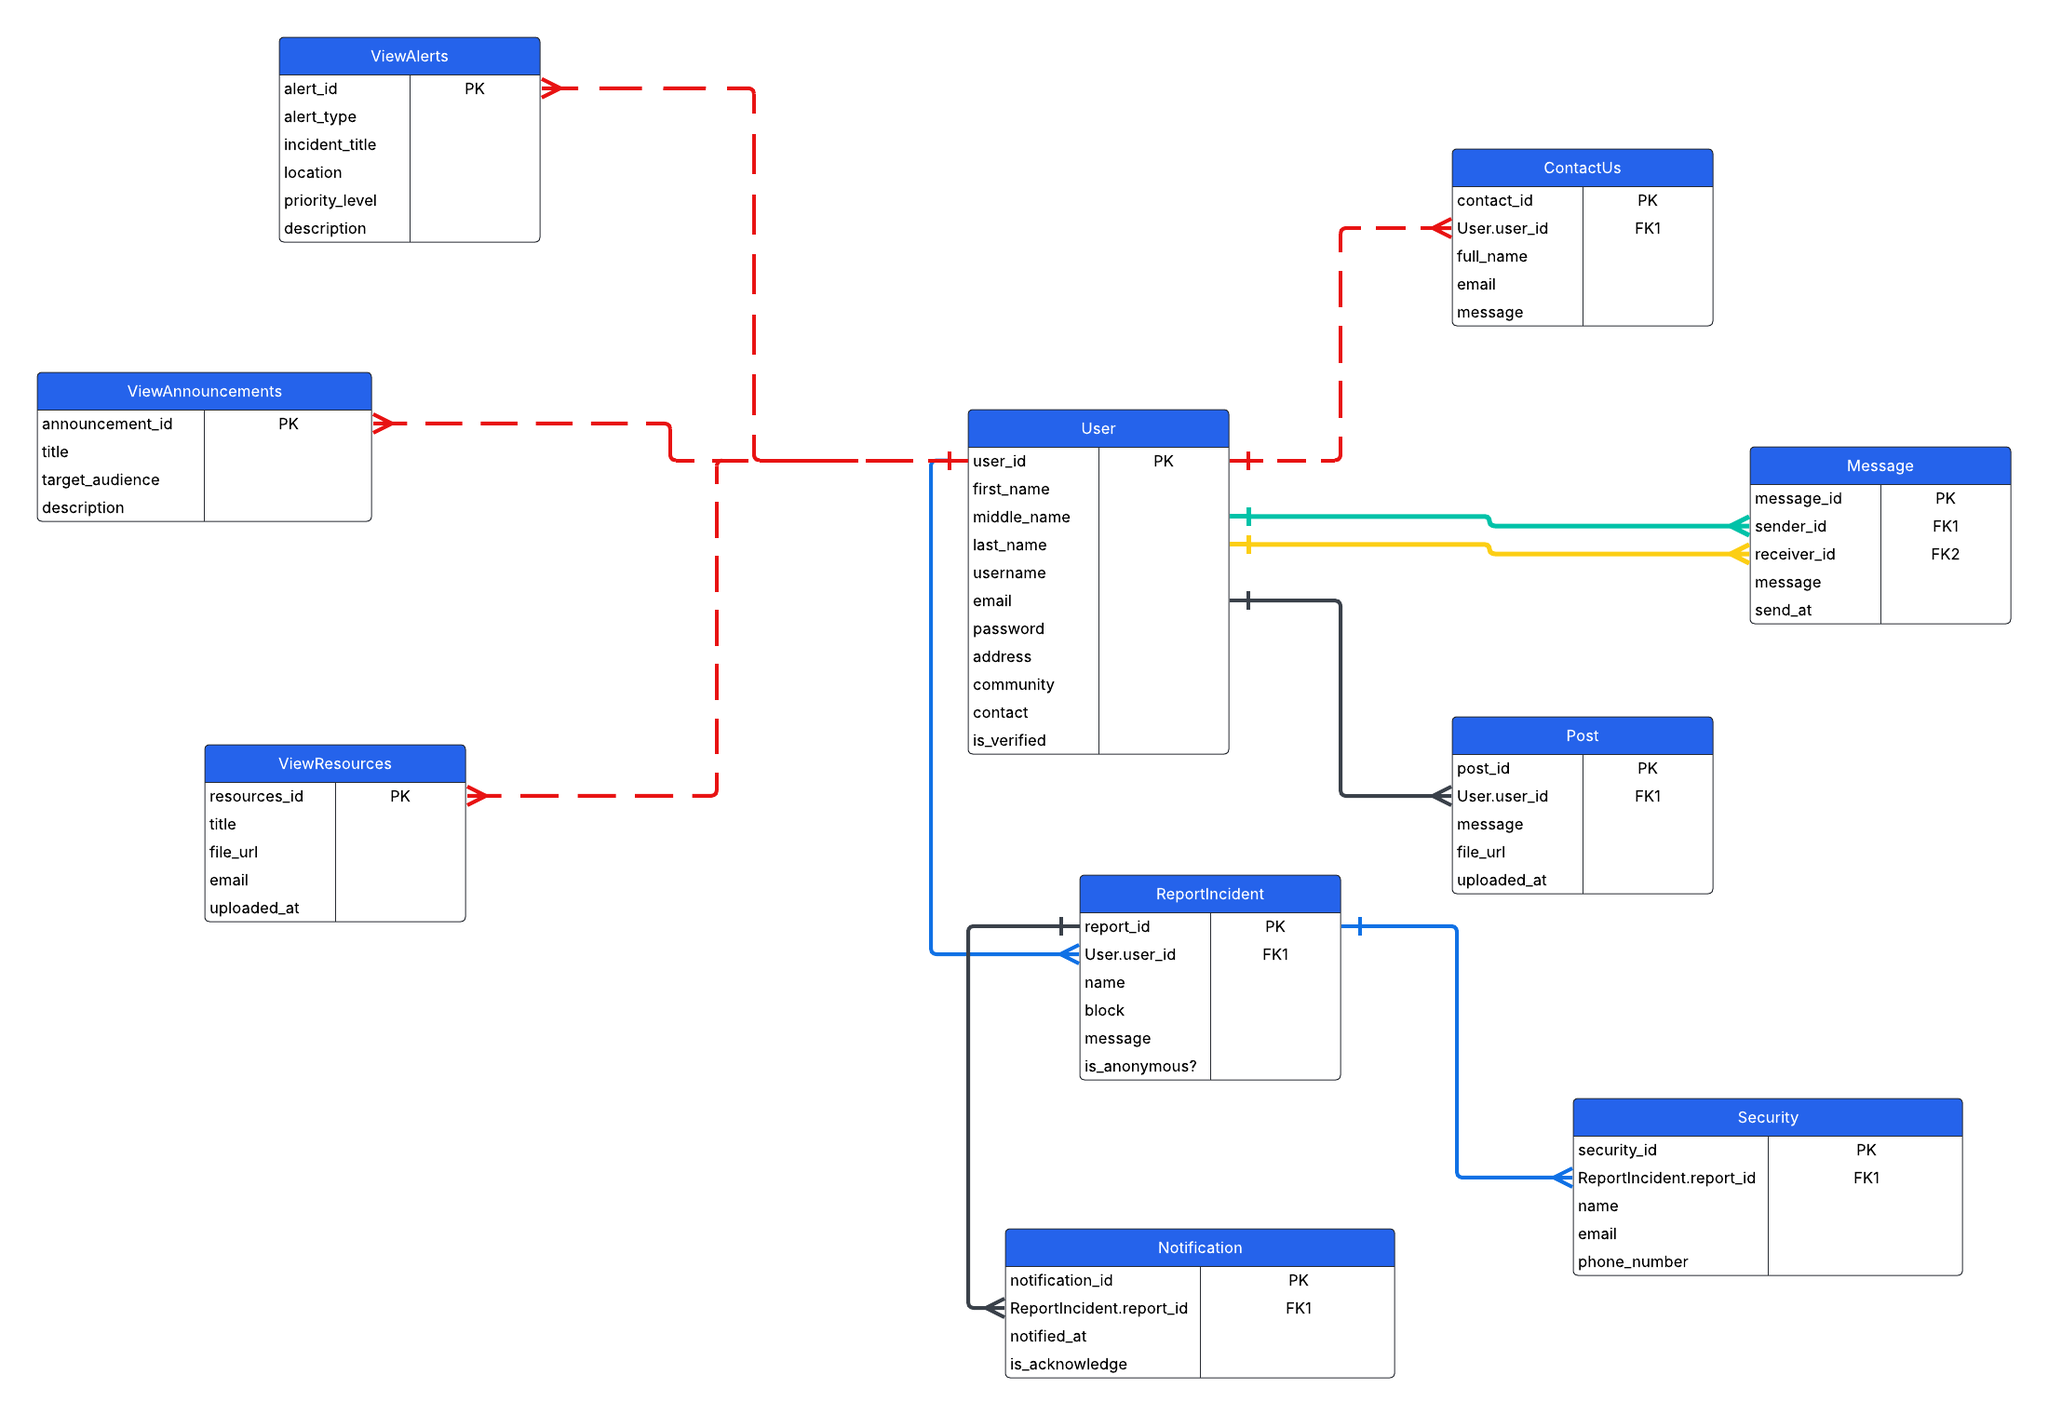 ViewAlerts
alert_id PK
alert_type
incident_title
location
priority_level
description
ContactUs
contact_id PK
User.user_id FK1
full_name
email
message
ViewAnnouncements
announcement_id PK
title
target_audience
description
User
user_id PK
first_name
middle_name
last_name
username
email
password
address
community
contact
is_verified
Message
message_id PK
sender_id FK1
receiver_id FK2
message
send_at
ViewResources
resources_id PK
title
file_url
email
uploaded_at
Post
post_id PK
User.user_id FK1
message
file_url
uploaded_at
ReportIncident
report_id PK
User.user_id FK1
name
block
message
is_anonymous?
Security
security_id PK
ReportIncident.report_id FK1
name
email
phone_number
Notification
notification_id PK
ReportIncident.report_id FK1
notified_at
is_acknowledge